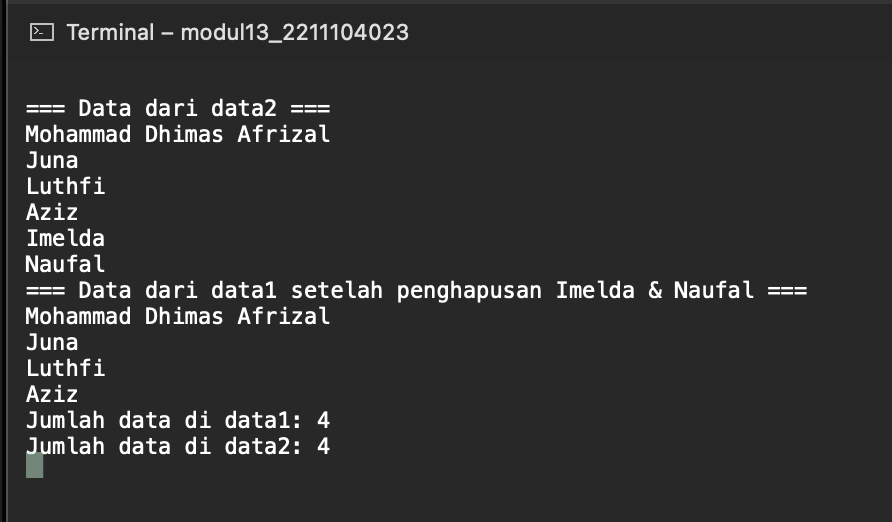 Terminal – modul13_2211104023
=== Data dari data2 ===
Mohammad Dhimas Afrizal
Juna
Luthfi
Aziz
Imelda
Naufal
=== Data dari data1 setelah penghapusan Imelda & Naufal ===
Mohammad Dhimas Afrizal
Juna
Luthfi
Aziz
Jumlah data di data1: 4
Jumlah data di data2: 4